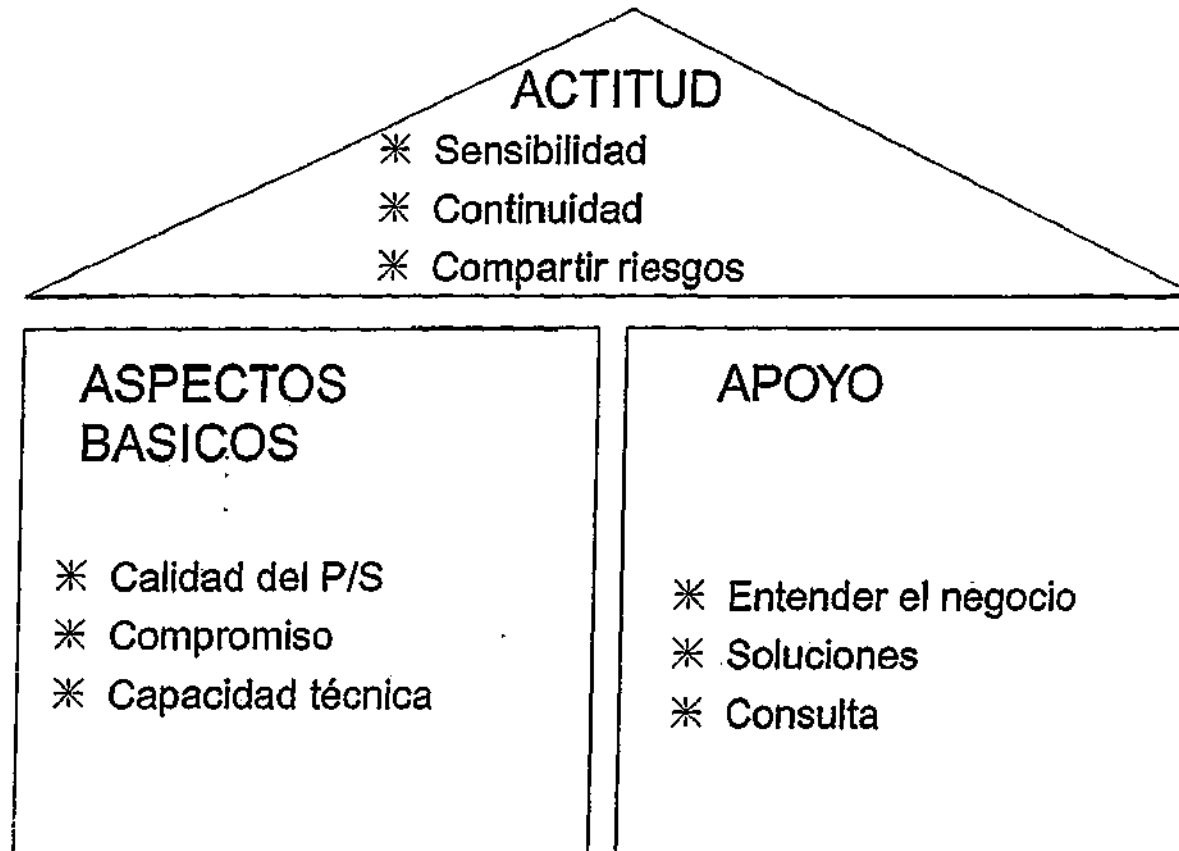 ACTITUD
✳ Sensibilidad
✳ Continuidad
✳ Compartir riesgos
ASPECTOS
BASICOS
✳ Calidad del P/S
✳ Compromiso
✳ Capacidad técnica
APOYO
✳ Entender el negocio
✳ Soluciones
✳ Consulta